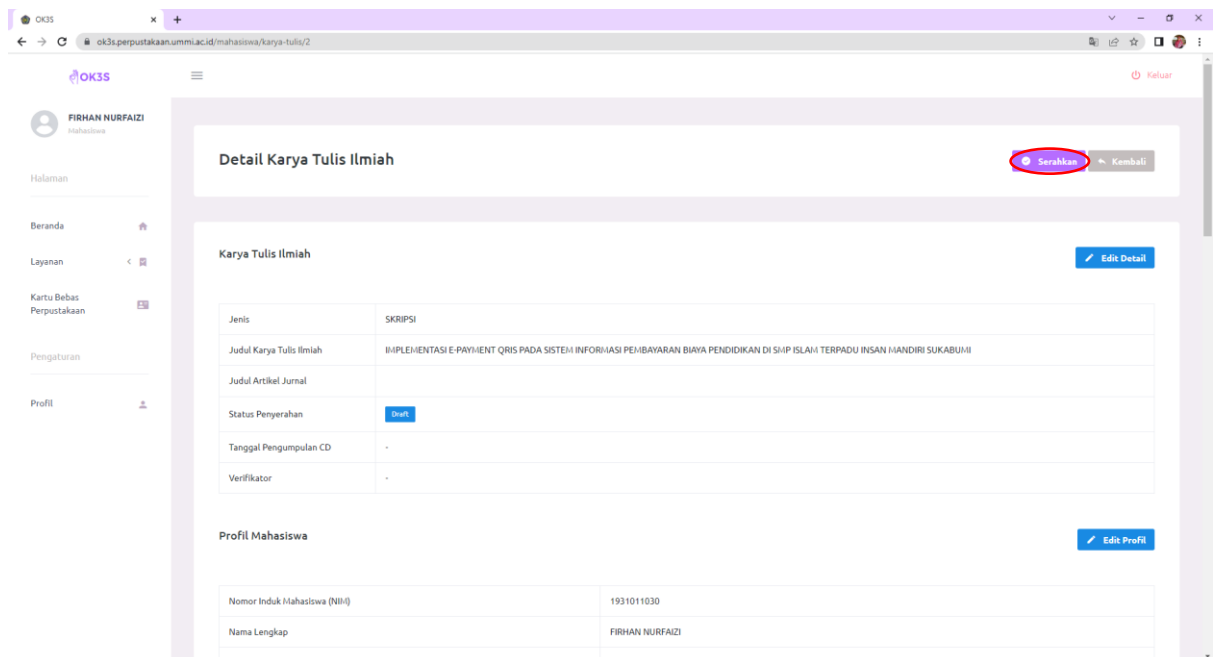 OK3S
ok3s.perpustakaan.ummi.ac.id/mahasiswa/karya-tulis/2
OK3S
Keluar
FIRHAN NURFAIZI
Mahasiswa
Detail Karya Tulis Ilmiah
Serahkan
Kembali
Halaman
Beranda
Layanan
Kartu Bebas
Perpustakaan
Pengaturan
Profil
Karya Tulis Ilmiah
Edit Detail
Jenis SKRIPSI
Judul Karya Tulis Ilmiah IMPLEMENTASI E-PAYMENT QRIS PADA SISTEM INFORMASI PEMBAYARAN BIAYA PENDIDIKAN DI SMP ISLAM TERPADU INSAN MANDIRI SUKABUMI
Judul Artikel Jurnal
Status Penyerahan Draft
Tanggal Pengumpulan CD -
Verifikator -
Profil Mahasiswa
Edit Profil
Nomor Induk Mahasiswa (NIM) 1931011030
Nama Lengkap FIRHAN NURFAIZI